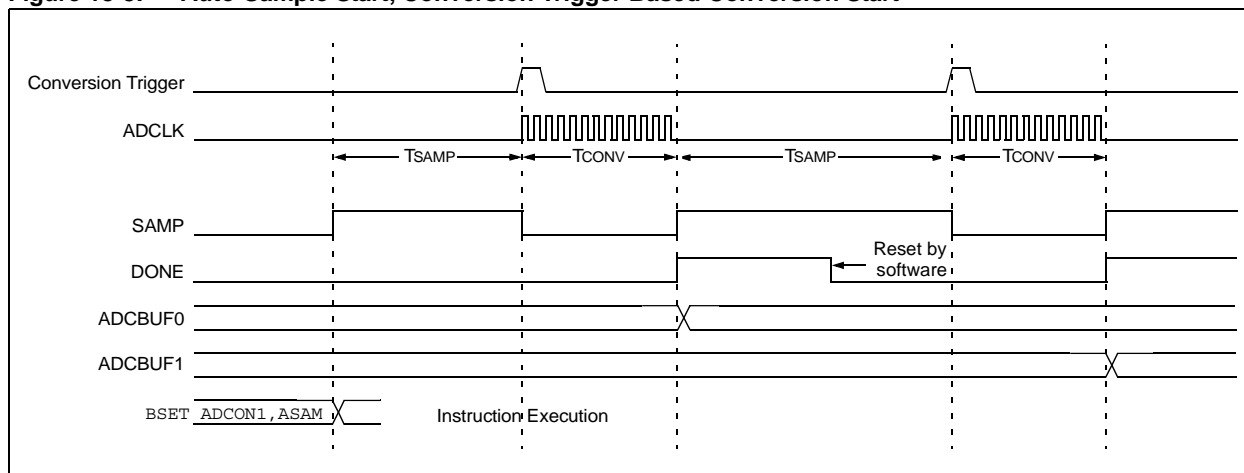 Figure 18-6: Auto-Sample Start, Conversion Trigger Based Conversion Start
Conversion Trigger
ADCLK
TSAMP TCONV TSAMP TCONV
SAMP
DONE
Reset by
software
ADCBUF0
ADCBUF1
BSET ADCON1,ASAM
Instruction Execution